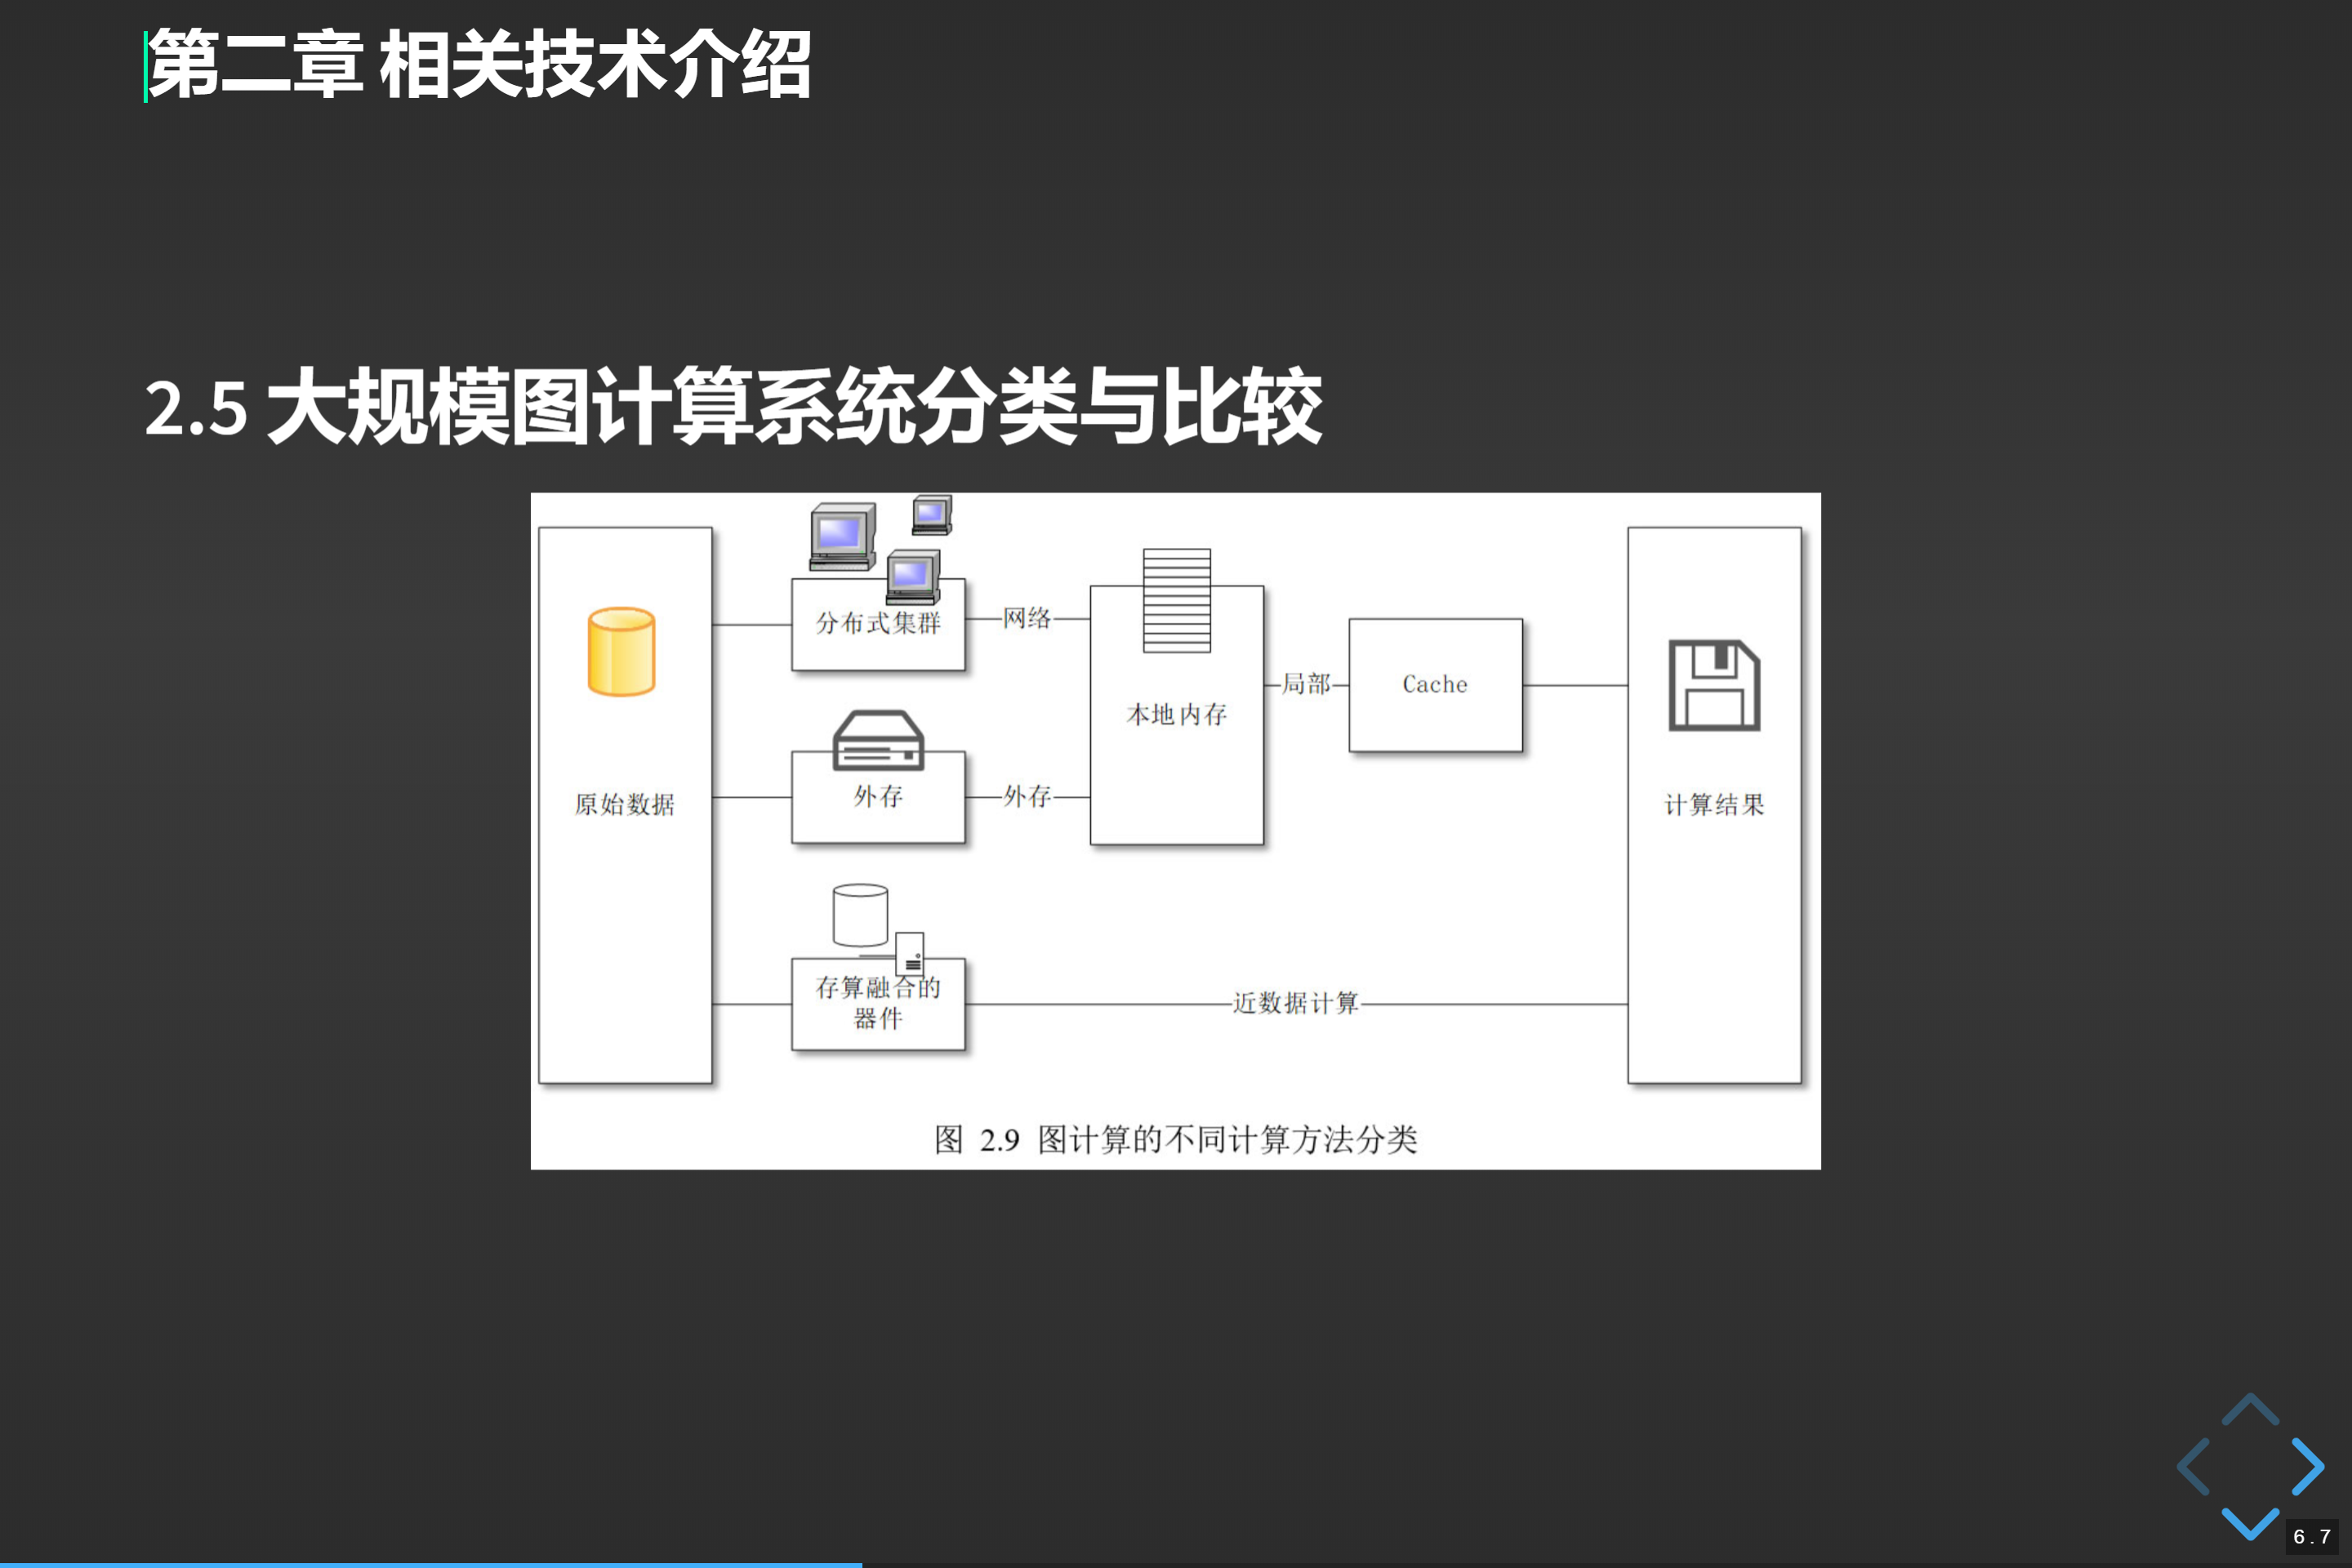 第二章 相关技术介绍
2.5 大规模图计算系统分类与比较
分布式集群
网络
局部
Cache
本地内存
外存
外存
原始数据
计算结果
存算融合的
器件
近数据计算
图 2.9 图计算的不同计算方法分类
6.7